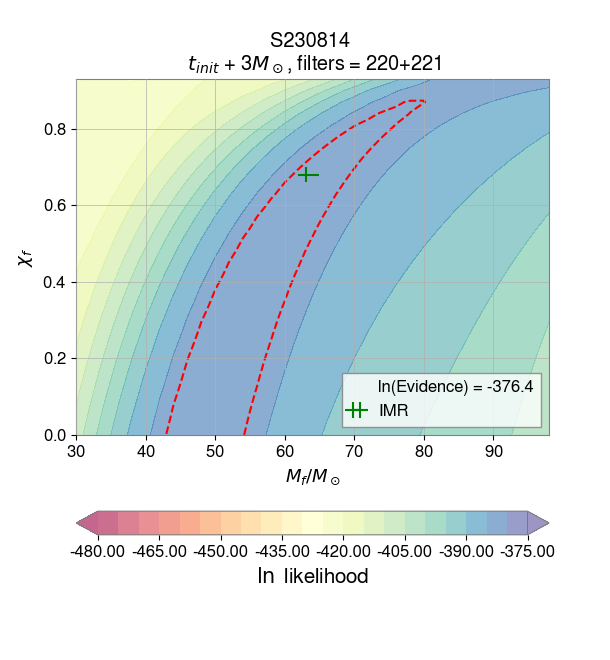 S230814
t_init + 3M_⊙, filters = 220+221
0.8
0.6
χ_f
0.4
0.2
0.0
ln(Evidence) = -376.4
IMR
30 40 50 60 70 80 90
M_f/M_⊙
-480.00 -465.00 -450.00 -435.00 -420.00 -405.00 -390.00 -375.00
ln likelihood